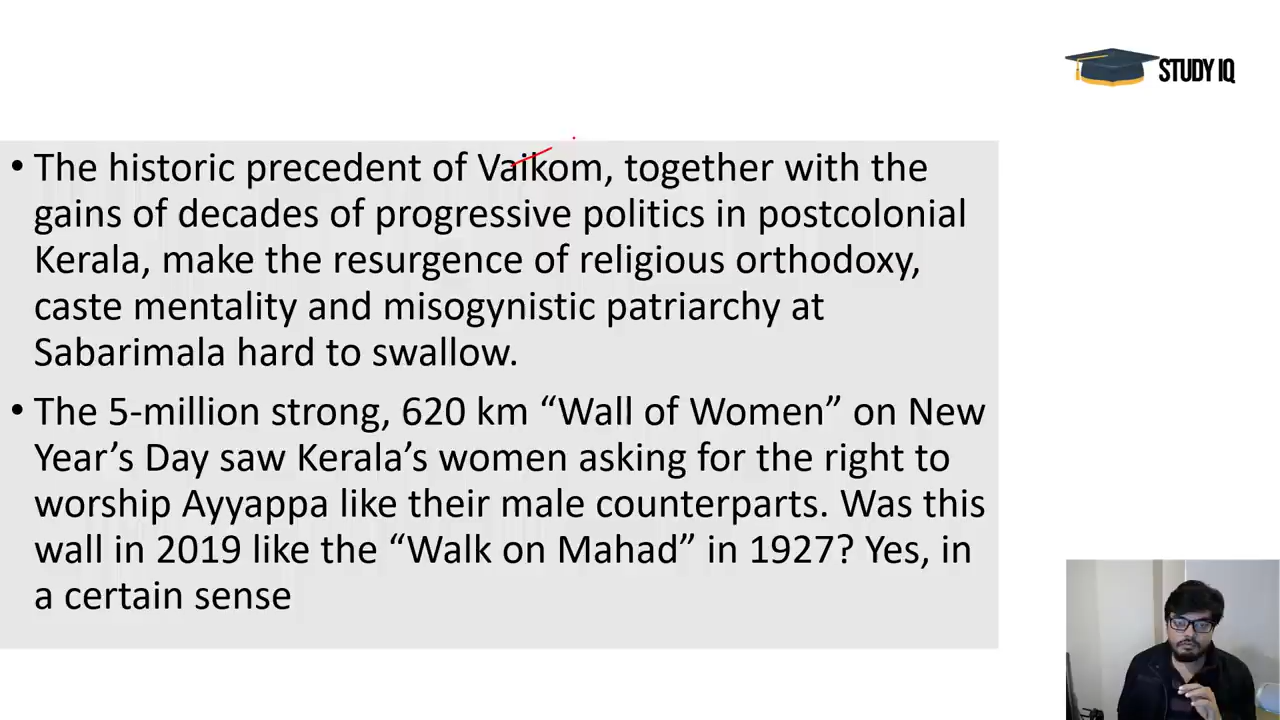 STUDY IQ
• The historic precedent of Vaikom, together with the
gains of decades of progressive politics in postcolonial
Kerala, make the resurgence of religious orthodoxy,
caste mentality and misogynistic patriarchy at
Sabarimala hard to swallow.
• The 5-million strong, 620 km “Wall of Women” on New
Year’s Day saw Kerala’s women asking for the right to
worship Ayyappa like their male counterparts. Was this
wall in 2019 like the “Walk on Mahad” in 1927? Yes, in
a certain sense